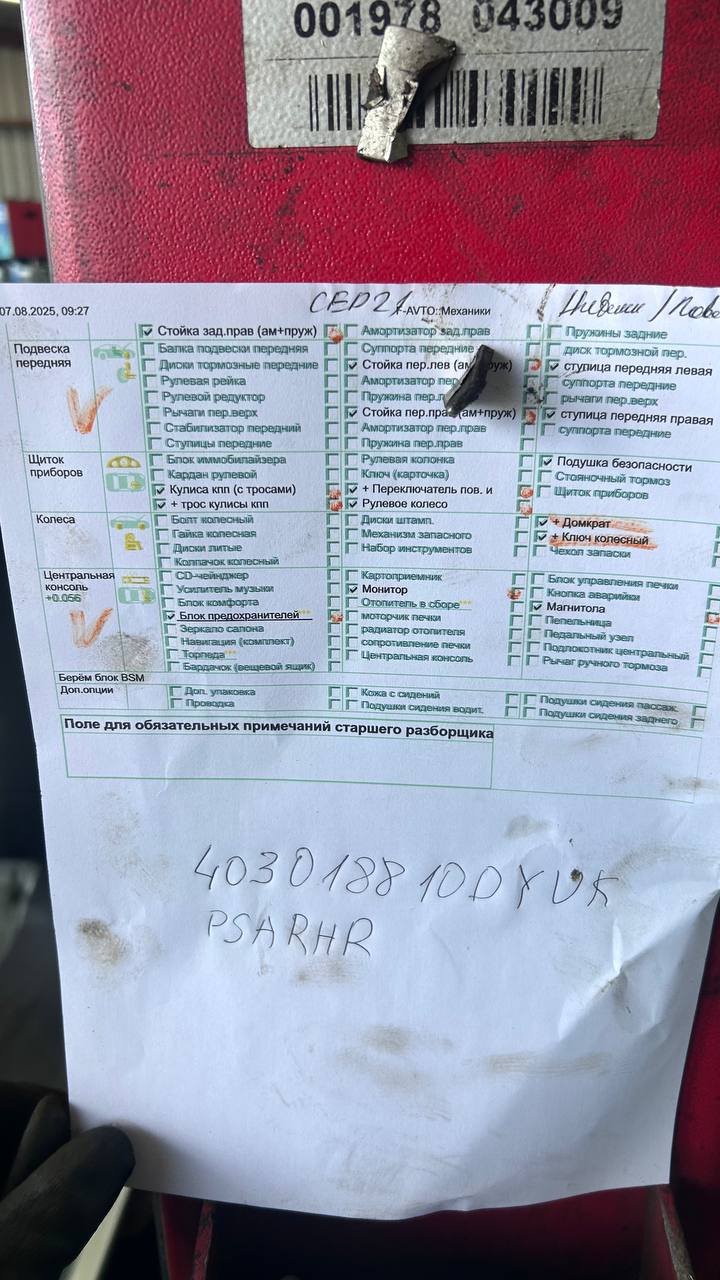 001978 043009
07.08.2025, 09:27 CEP21 F-AVTO::Механики
Стойка зад.прав (ам+пруж) Амортизатор зад.прав Пружины задние
Подвеска передняя
Балка подвески передняя Суппорта передние диск тормозной пер.
Диски тормозные передние Стойка пер.лев ступица передняя левая
Рулевая рейка Амортизатор суппорта передние
Рулевой редуктор Пружина рычаги пер.верх
Рычаги пер.верх Стойка пер.прав (ам+пруж) ступица передняя правая
Стабилизатор передний Амортизатор пер.прав суппорта передние
Ступицы передние Пружина пер.прав
Щиток приборов
Блок иммобилайзера Рулевая колонка Подушка безопасности
Кардан рулевой Ключ (карточка) Стояночный тормоз
Кулиса кпп (с тросами) + Переключатель пов. и Щиток приборов
+ трос кулисы кпп Рулевое колесо
Колеса
Болт колесный Диски штамп. + Домкрат
Гайка колесная Механизм запасного + Ключ колесный
Диски литые Набор инструментов Чехол запаски
Колпачок колесный
Центральная консоль +0.056
CD-чейнджер Картоприемник Блок управления печки
Усилитель музыки Монитор Кнопка аварийки
Блок комфорта Отопитель в сборе*** Магнитола
Блок предохранителей*** моторчик печки Пепельница
Зеркало салона радиатор отопителя Педальный узел
Навигация (комплект) сопротивление печки Подлокотник центральный
Торпеда*** Центральная консоль Рычаг ручного тормоза
Бардачок (вещевой ящик)
Берём блок BSM
Доп.опции
Доп. упаковка Кожа с сидений Подушки сидения пассаж.
Проводка Подушки сидения водит. Подушки сидения заднего
Поле для обязательных примечаний старшего разборщика
403018810DYUK
PSARHR